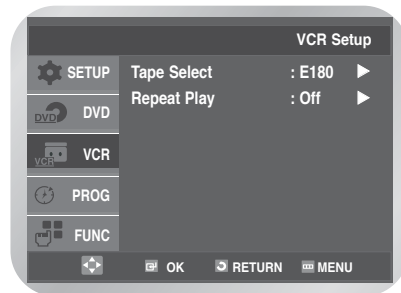 VCR Setup
SETUP
DVD
DVD
VCR
VCR
PROG
FUNC
Tape Select : E180
Repeat Play : Off
OK RETURN MENU